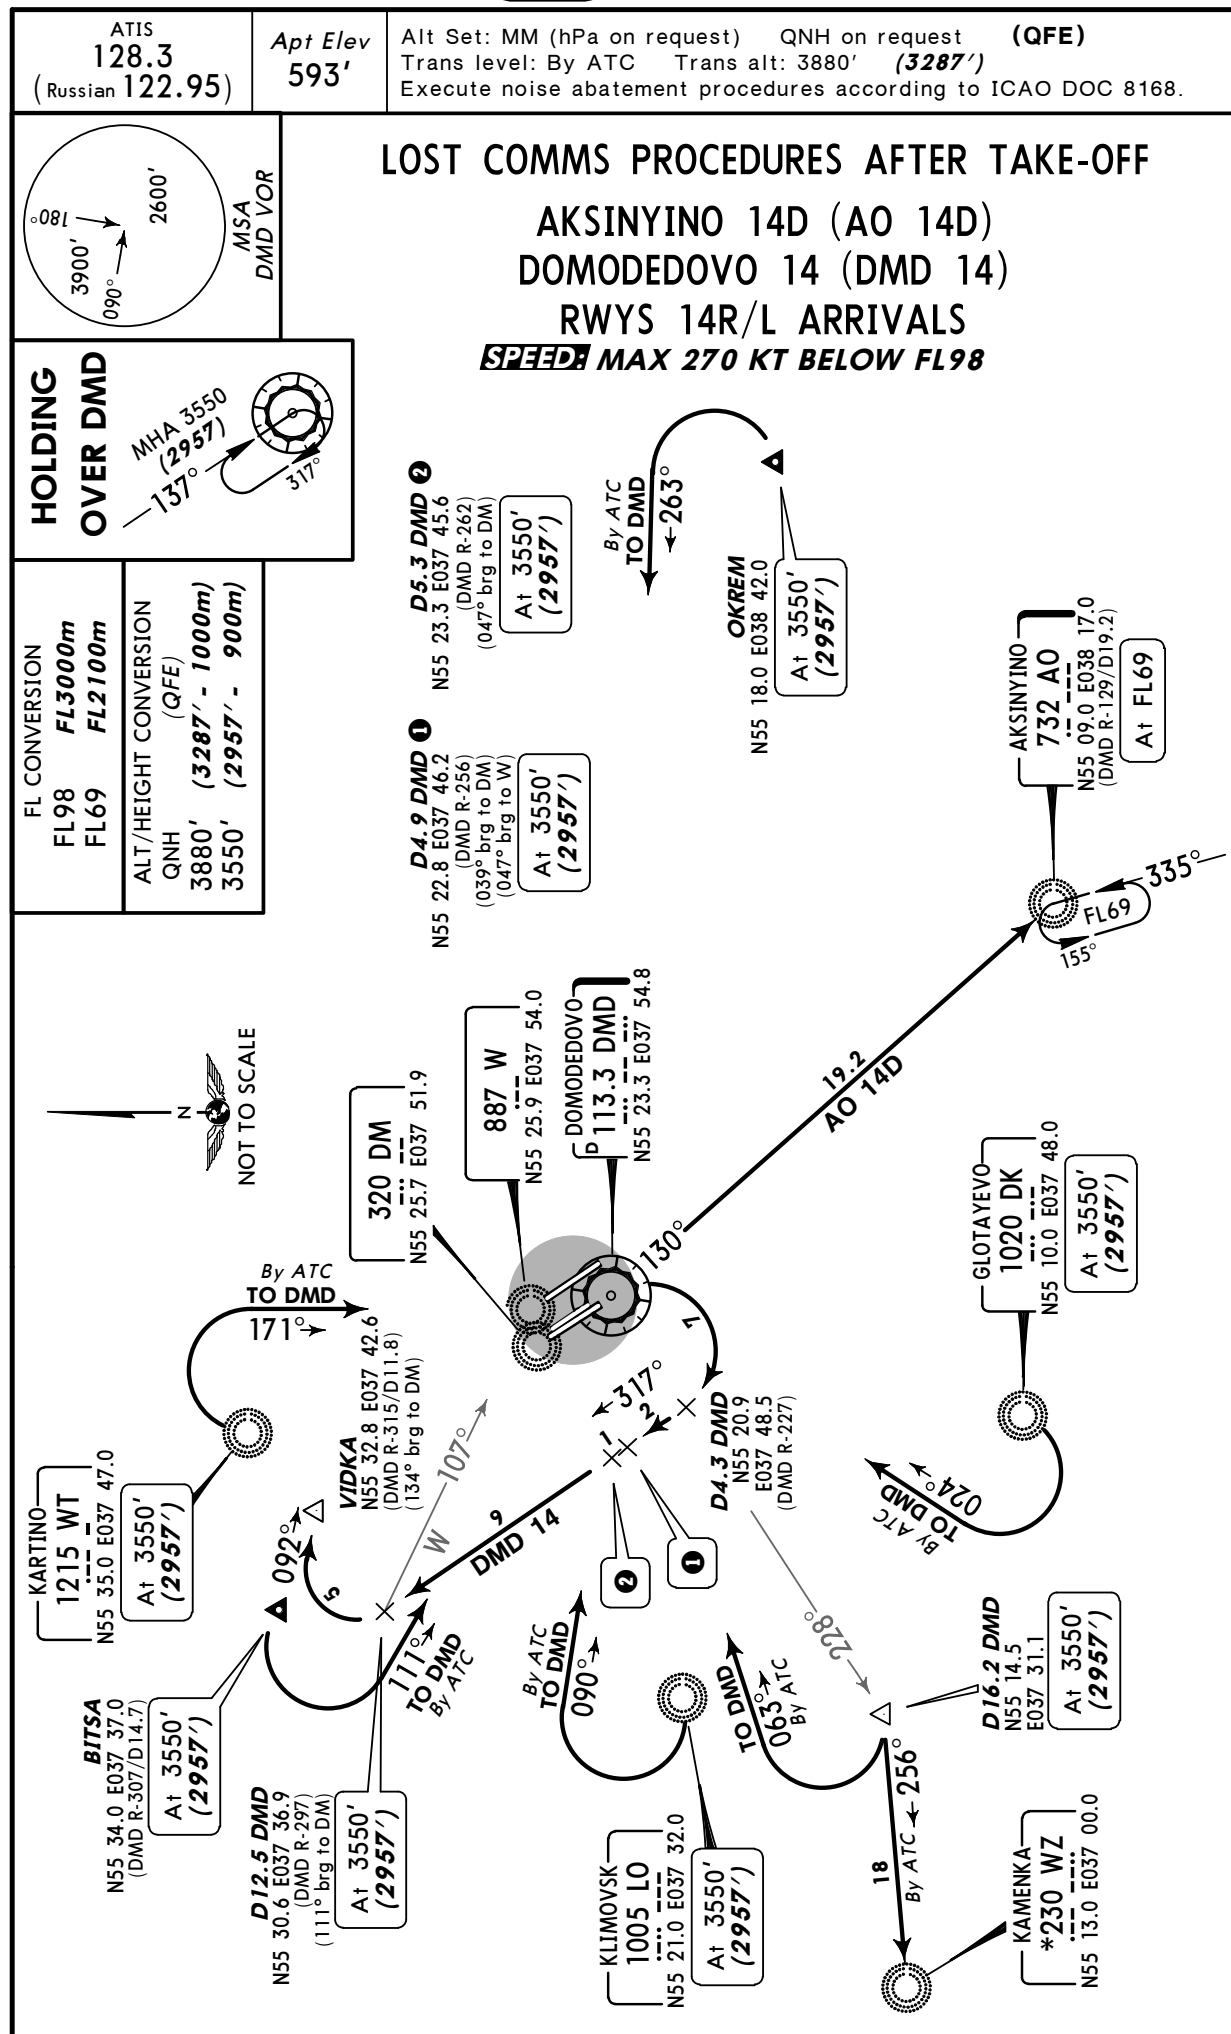 ATIS
128.3
(Russian 122.95)
Apt Elev
593'
Alt Set: MM (hPa on request) QNH on request (QFE)
Trans level: By ATC Trans alt: 3880' (3287')
Execute noise abatement procedures according to ICAO DOC 8168.
LOST COMMS PROCEDURES AFTER TAKE-OFF
AKSINYINO 14D (AO 14D)
DOMODEDOVO 14 (DMD 14)
RWYS 14R/L ARRIVALS
SPEED: MAX 270 KT BELOW FL98
180°
3900'
090°
2600'
MSA
DMD VOR
HOLDING
OVER DMD
MHA 3550
(2957)
137°
317°
FL CONVERSION
FL98 FL3000m
FL69 FL2100m
ALT/HEIGHT CONVERSION
QNH (QFE)
3880' (3287' - 1000m)
3550' (2957' - 900m)
D5.3 DMD 2
N55 23.3 E037 45.6
(DMD R-262)
(047° brg to DM)
At 3550'
(2957')
D4.9 DMD 1
N55 22.8 E037 46.2
(DMD R-256)
(039° brg to DM)
(047° brg to W)
At 3550'
(2957')
By ATC
TO DMD
263°
OKREM
N55 18.0 E038 42.0
At 3550'
(2957')
AKSINYINO
732 AO
N55 09.0 E038 17.0
(DMD R-129/D19.2)
At FL69
335°
FL69
155°
19.2
AO 14D
130°
N
NOT TO SCALE
320 DM
N55 25.7 E037 51.9
887 W
N55 25.9 E037 54.0
DOMODEDOVO
D 113.3 DMD
N55 23.3 E037 54.8
GLOTAYEVO
1020 DK
N55 10.0 E037 48.0
At 3550'
(2957')
024°
TO DMD
By ATC
By ATC
TO DMD
171°
KARTINO
1215 WT
N55 35.0 E037 47.0
At 3550'
(2957')
VIDKA
N55 32.8 E037 42.6
(DMD R-315/D11.8)
(134° brg to DM)
092°
5
W 107°
7
317°
2
1
D4.3 DMD
N55 20.9
E037 48.5
(DMD R-227)
9
DMD 14
2
1
228°
BITSA
N55 34.0 E037 37.0
(DMD R-307/D14.7)
At 3550'
(2957')
111°
TO DMD
By ATC
D12.5 DMD
N55 30.6 E037 36.9
(DMD R-297)
(111° brg to DM)
At 3550'
(2957')
By ATC
TO DMD
090°
KLIMOVSK
1005 LO
N55 21.0 E037 32.0
At 3550'
(2957')
TO DMD
063°
By ATC
D16.2 DMD
N55 14.5
E037 31.1
At 3550'
(2957')
256°
By ATC
18
KAMENKA
*230 WZ
N55 13.0 E037 00.0